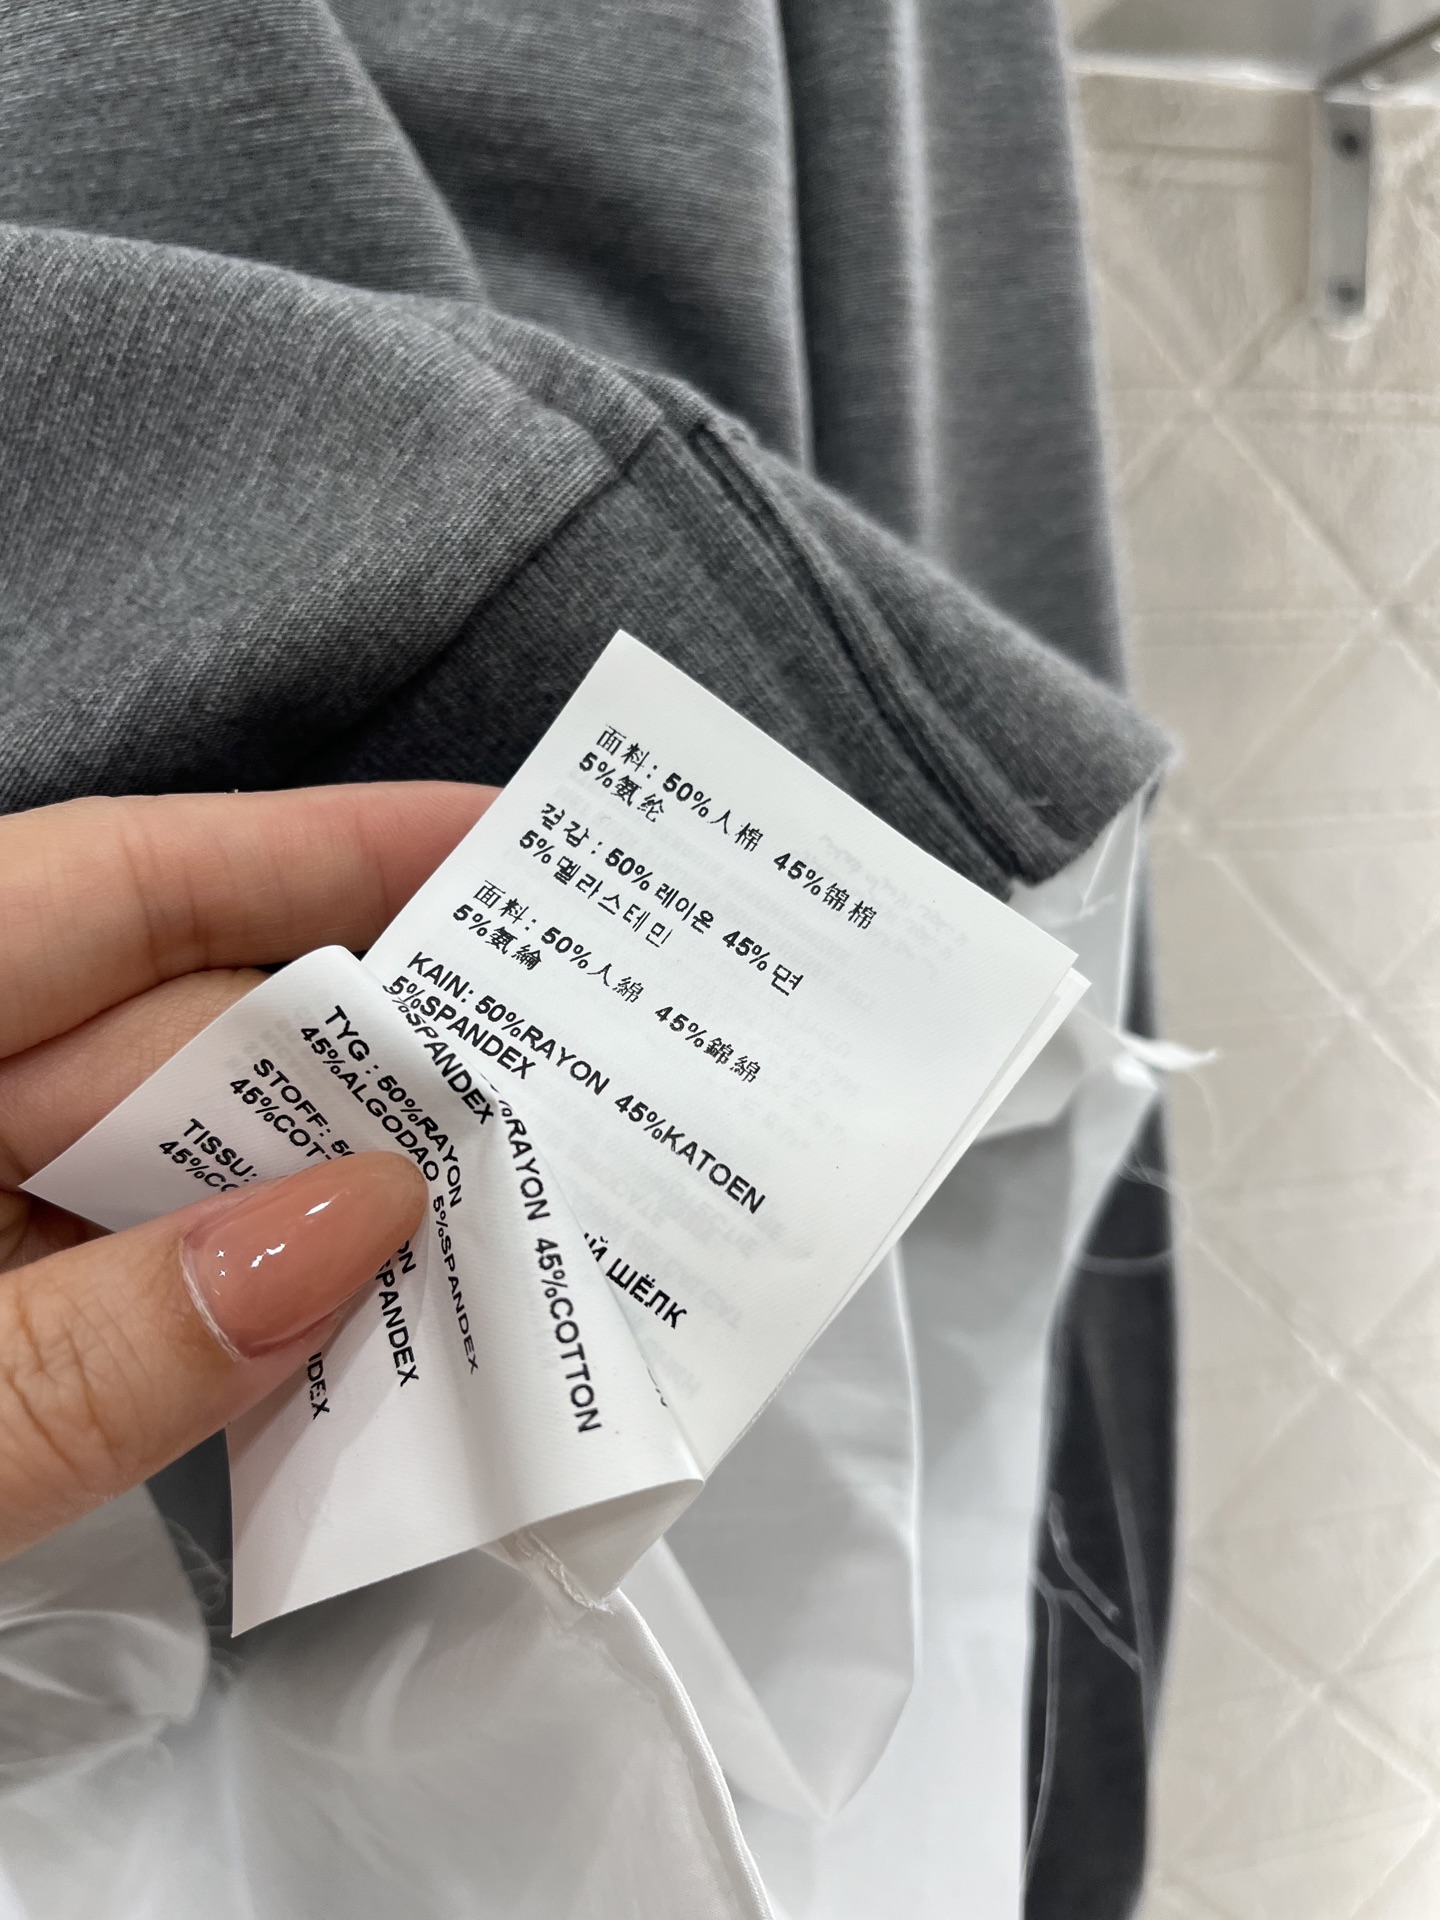 面料: 50%人棉 45%锦棉
5%氨纶
겉감 : 50%레이온 45%면
5%멜라스테민
面料: 50%人綿 45%錦綿
5%氨綸
KAIN: 50%RAYON 45%KATOEN
5%SPANDEX
%RAYON 45%COTTON
5%SPANDEX
ШЁЛК
TYG : 50%RAYON
45%ALGODAO 5%SPANDEX
STOFF:
TISSU: